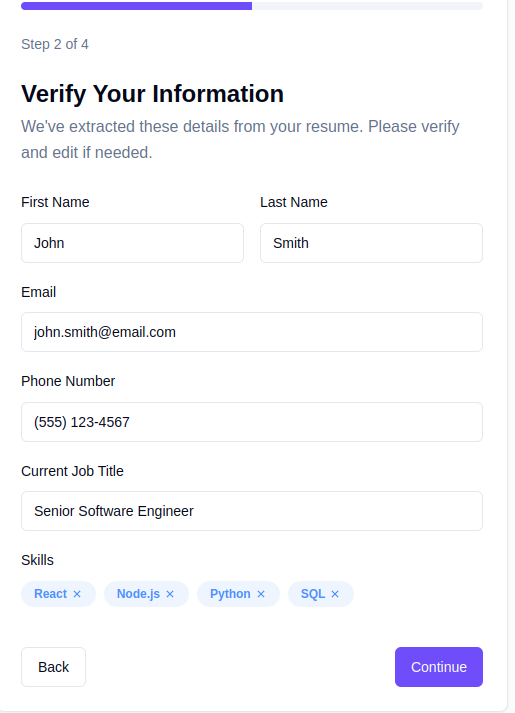 Step 2 of 4
Verify Your Information
We've extracted these details from your resume. Please verify
and edit if needed.
First Name Last Name
John Smith
Email
john.smith@email.com
Phone Number
(555) 123-4567
Current Job Title
Senior Software Engineer
Skills
React × Node.js × Python × SQL ×
Back Continue